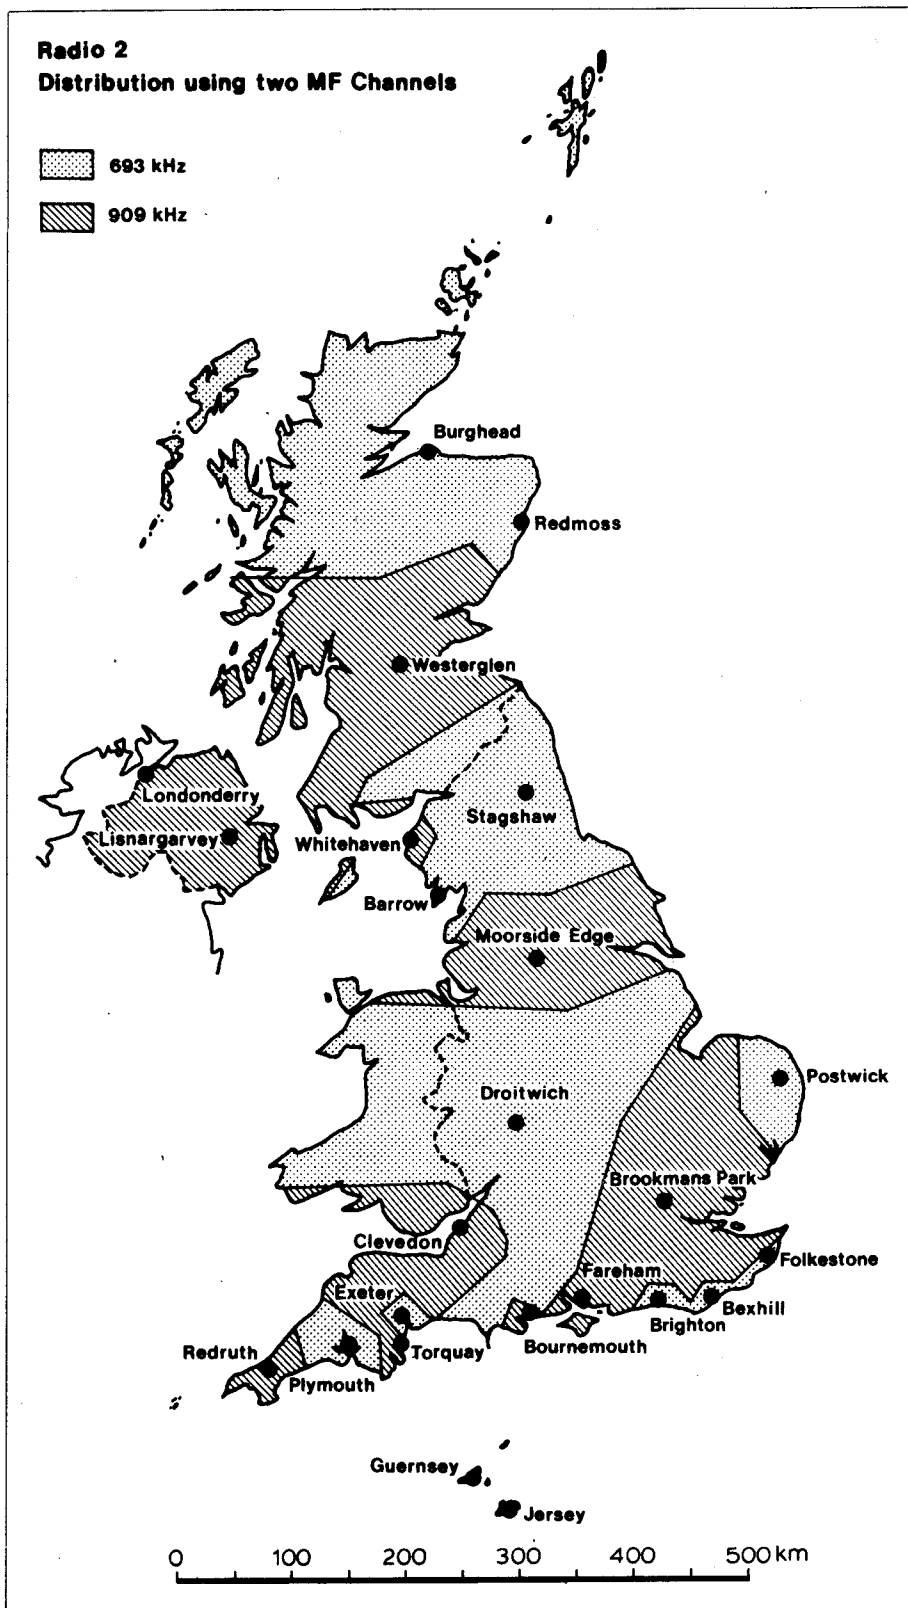 Radio 2
Distribution using two MF Channels
693 kHz
909 kHz
Burghead
Redmoss
Westerglen
Londonderry
Stagshaw
Lisnargarvey
Whitehaven
Barrow
Moorside Edge
Postwick
Droitwich
Brookmans Park
Clevedon
Folkestone
Fareham
Exeter
Bexhill
Brighton
Bournemouth
Redruth
Torquay
Plymouth
Guernsey
Jersey
0 100 200 300 400 500 km